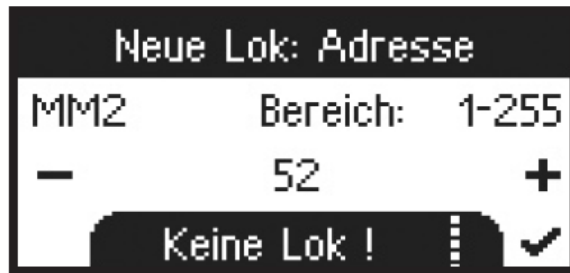 Neue Lok: Adresse
MM2 Bereich: 1-255
− 52 +
Keine Lok !